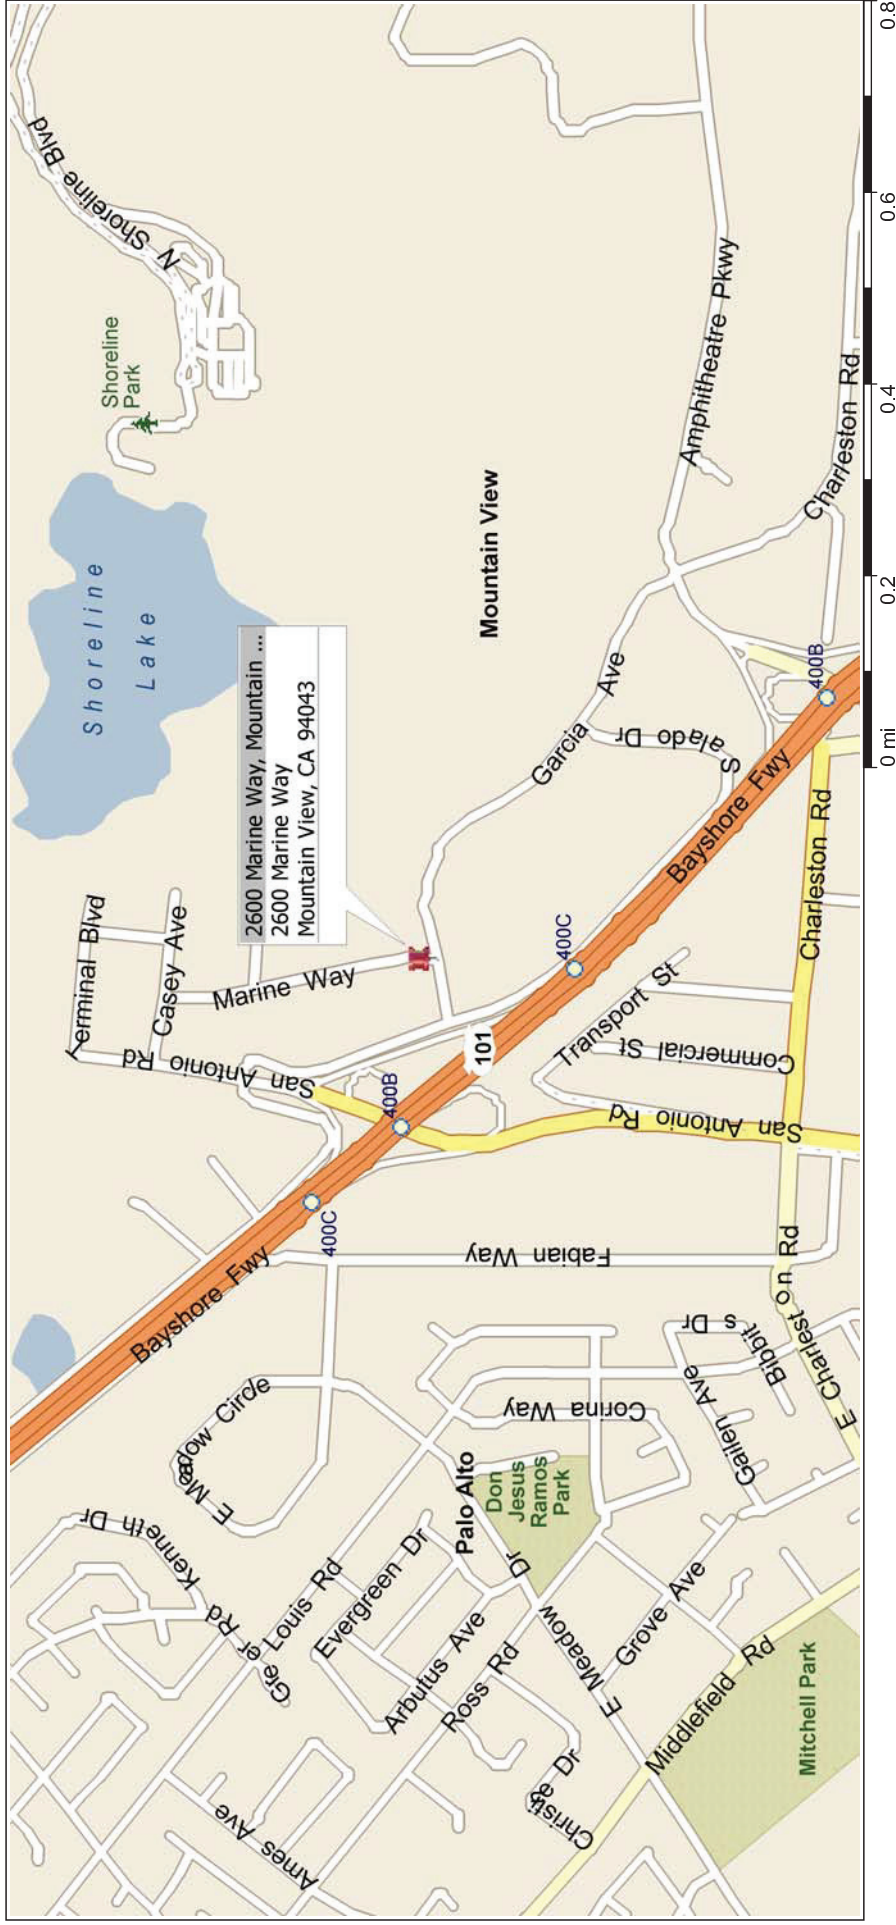 N Shoreline Blvd
Shoreline
Park
Shoreline
Lake
Mountain View
Amphitheatre Pkwy
Charleston Rd
Garcia Ave
Salado Dr
2600 Marine Way, Mountain ...
2600 Marine Way
Mountain View, CA 94043
Terminal Blvd
Casey Ave
Marine Way
San Antonio Rd
400B
400C
101
Bayshore Fwy
400B
400C
Bayshore Fwy
Transport St
Commercial St
San Antonio Rd
Charleston Rd
Fabian Way
E Charleston Rd
E Meadow Circle
Corina Way
Gailen Ave
Bibbits Dr
Palo Alto
Don
Jesus
Ramos
Park
Kenneth Dr
Greer Rd
Louis Rd
Evergreen Dr
Arbutus Ave
Ross Rd
E Meadow Dr
Grove Ave
Middlefield Rd
Mitchell Park
Christine Dr
Ames Ave
0 mi
0.2
0.4
0.6
0.8